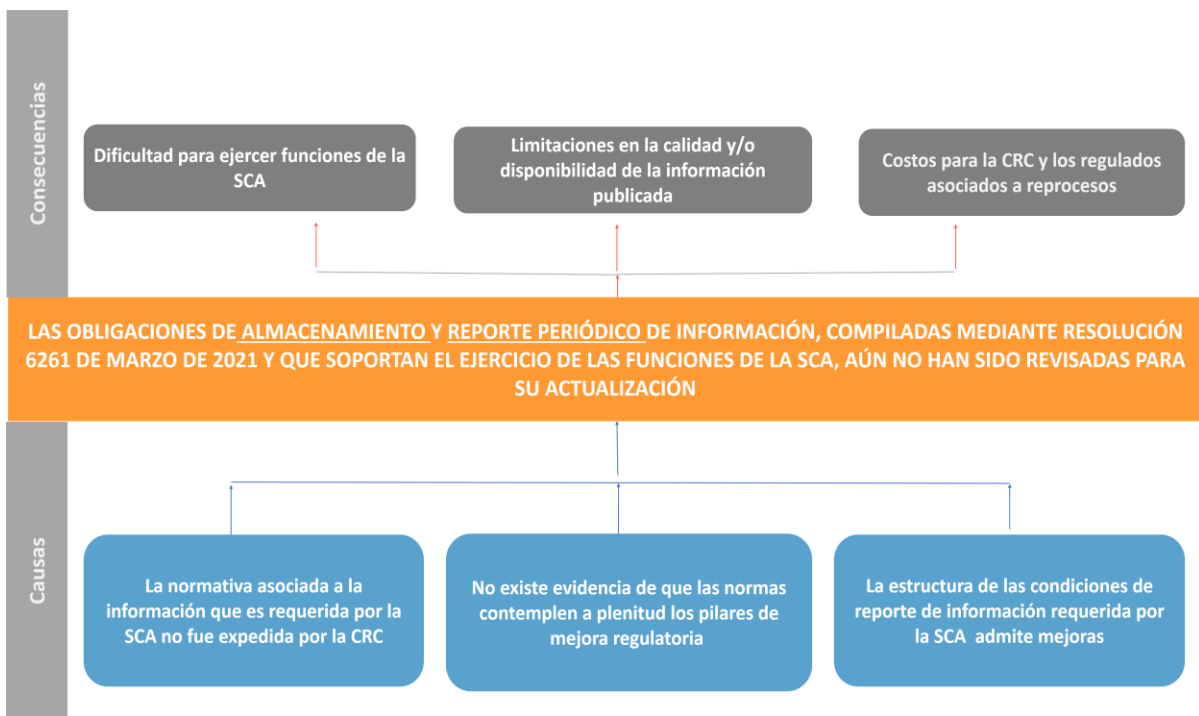 Consecuencias
Dificultad para ejercer funciones de la
SCA
Limitaciones en la calidad y/o
disponibilidad de la información
publicada
Costos para la CRC y los regulados
asociados a reprocesos
LAS OBLIGACIONES DE ALMACENAMIENTO Y REPORTE PERIÓDICO DE INFORMACIÓN, COMPILADAS MEDIANTE RESOLUCIÓN
6261 DE MARZO DE 2021 Y QUE SOPORTAN EL EJERCICIO DE LAS FUNCIONES DE LA SCA, AÚN NO HAN SIDO REVISADAS PARA
SU ACTUALIZACIÓN
Causas
La normativa asociada a la
información que es requerida por la
SCA no fue expedida por la CRC
No existe evidencia de que las normas
contemplen a plenitud los pilares de
mejora regulatoria
La estructura de las condiciones de
reporte de información requerida por
la SCA admite mejoras